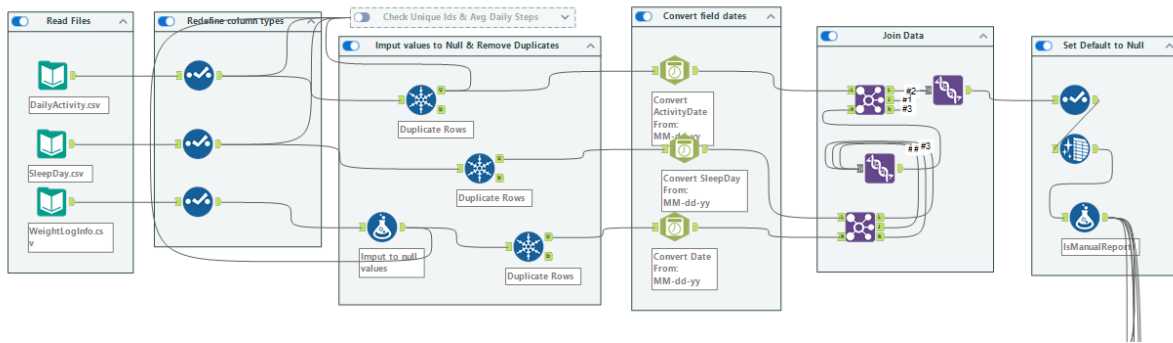 Read Files
Redefine column types
Check Unique Ids & Avg Daily Steps
Imput values to Null & Remove Duplicates
Convert field dates
Join Data
Set Default to Null
DailyActivity.csv
SleepDay.csv
WeightLogInfo.cs
v
Imput to null
values
Duplicate Rows
U
D
Duplicate Rows
U
D
Duplicate Rows
U
D
Convert
ActivityDate
From:
MM-dd-yy
Convert SleepDay
From:
MM-dd-yy
Convert Date
From:
MM-dd-yy
L
J
R
#2
#1
#3
# # #3
L
J
R
IsManualReport